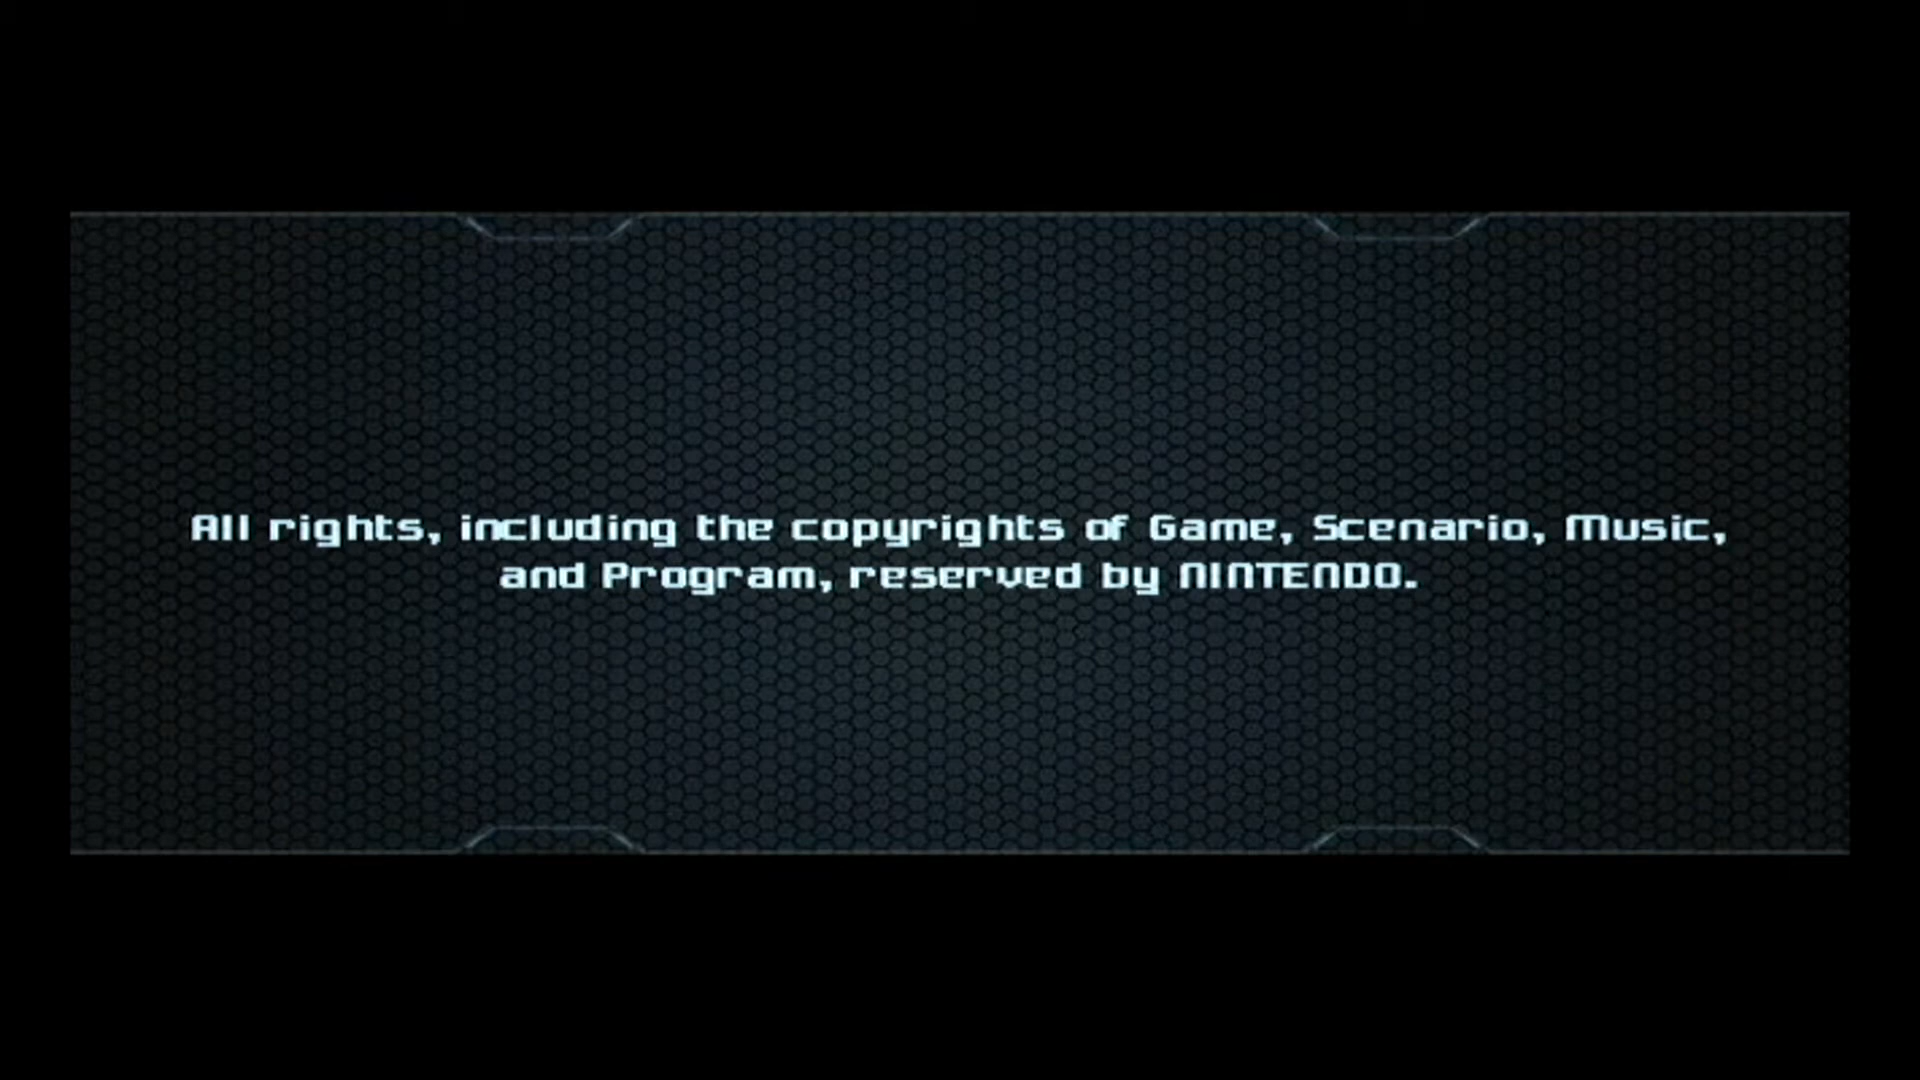 All rights, including the copyrights of Game, Scenario, Music,
and Program, reserved by NINTENDO.